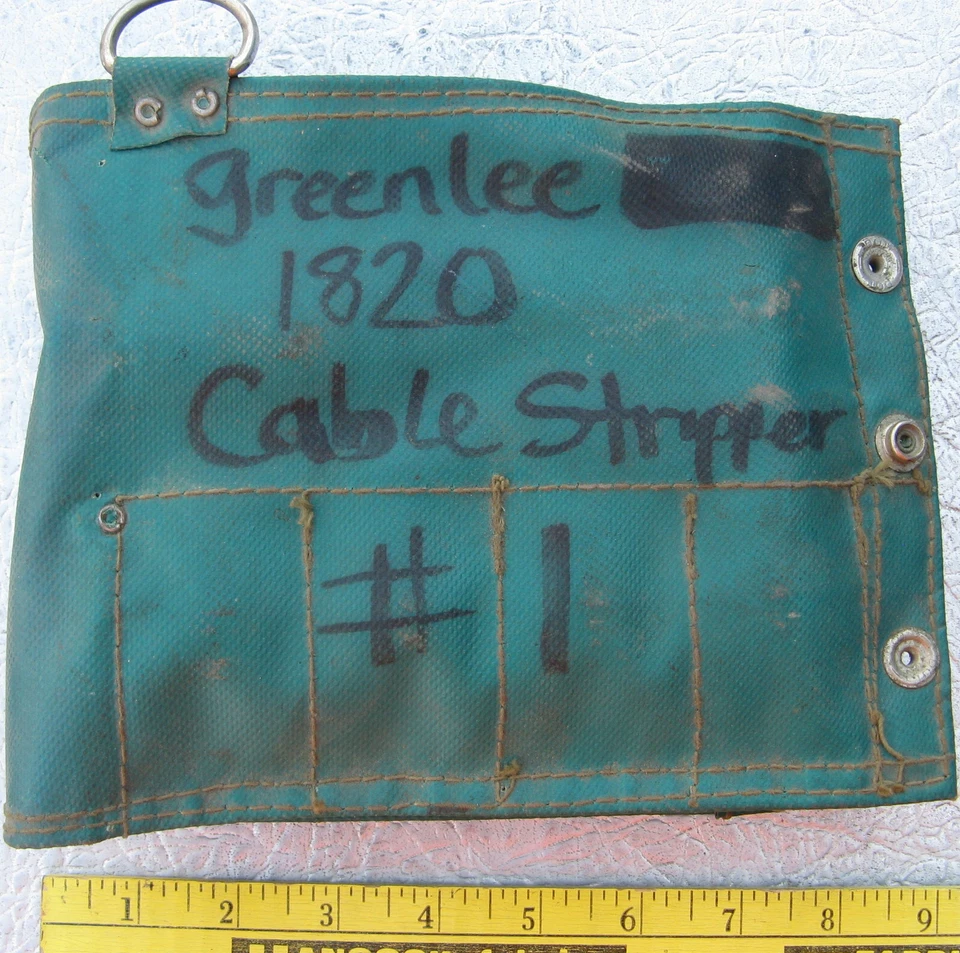 greenlee
1820
Cable Stripper
#1
1 2 3 4 5 6 7 8 9